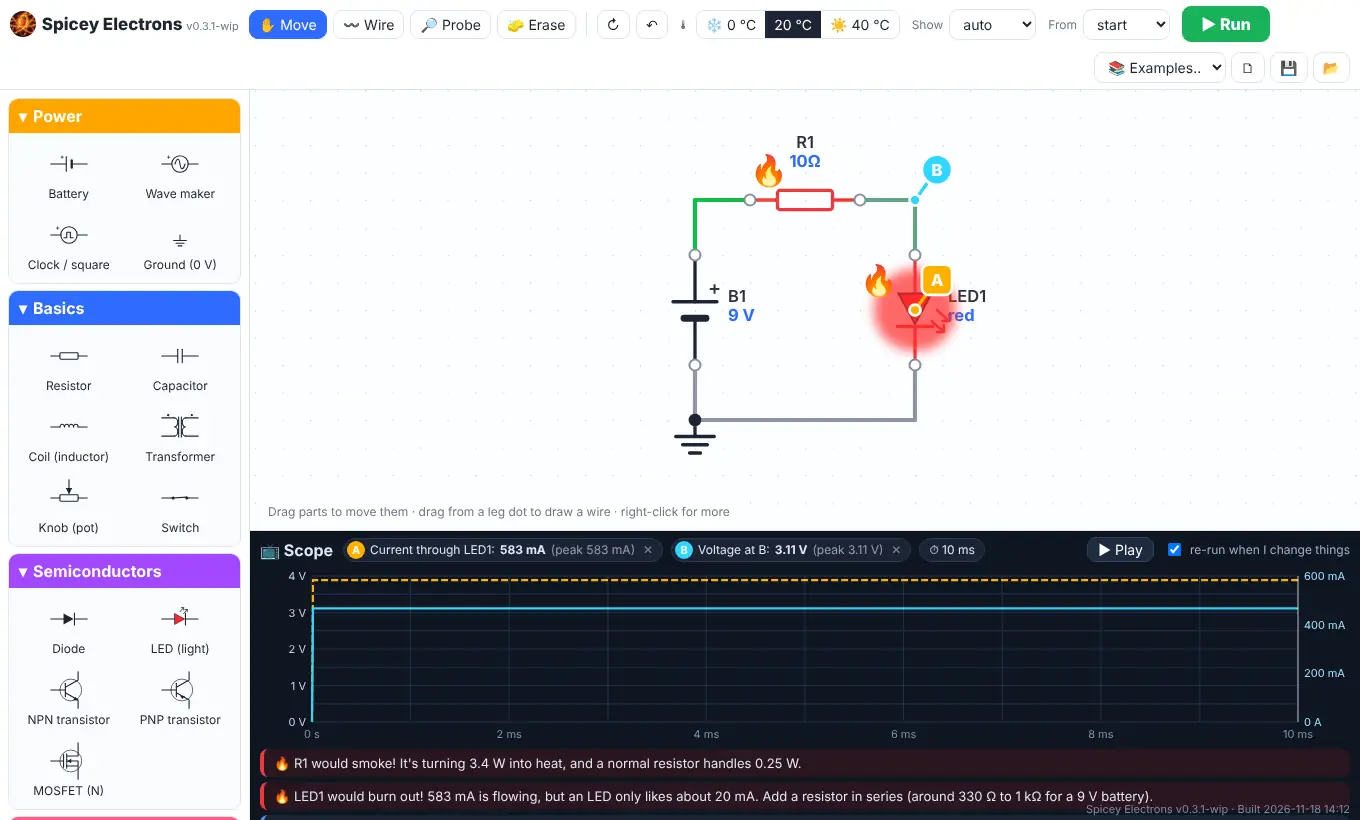 Spicey Electrons v0.3.1-wip
Move
Wire
Probe
Erase
0 °C
20 °C
40 °C
Show
auto
From
start
Run
Examples..
Power
Battery
Wave maker
Clock / square
Ground (0 V)
Basics
Resistor
Capacitor
Coil (inductor)
Transformer
Knob (pot)
Switch
Semiconductors
Diode
LED (light)
NPN transistor
PNP transistor
MOSFET (N)
R1
10Ω
B
A
LED1
red
+
B1
9 V
Drag parts to move them · drag from a leg dot to draw a wire · right-click for more
Scope
A Current through LED1: 583 mA (peak 583 mA) ×
B Voltage at B: 3.11 V (peak 3.11 V) ×
10 ms
Play
re-run when I change things
4 V
3 V
2 V
1 V
0 V
600 mA
400 mA
200 mA
0 A
0 s
2 ms
4 ms
6 ms
8 ms
10 ms
R1 would smoke! It's turning 3.4 W into heat, and a normal resistor handles 0.25 W.
LED1 would burn out! 583 mA is flowing, but an LED only likes about 20 mA. Add a resistor in series (around 330 Ω to 1 kΩ for a 9 V battery).
Spicey Electrons v0.3.1-wip · Built 2026-11-18 14:12